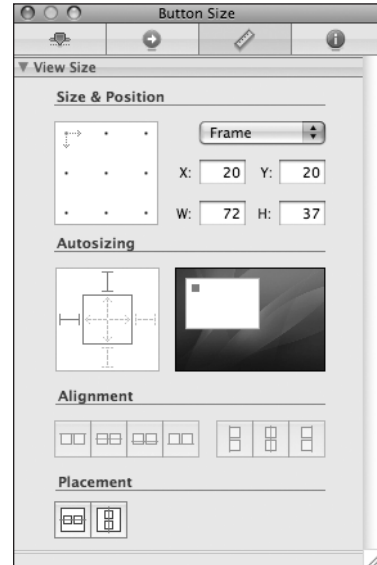 Button Size
View Size
Size & Position
Frame
X: 20 Y: 20
W: 72 H: 37
Autosizing
Alignment
Placement